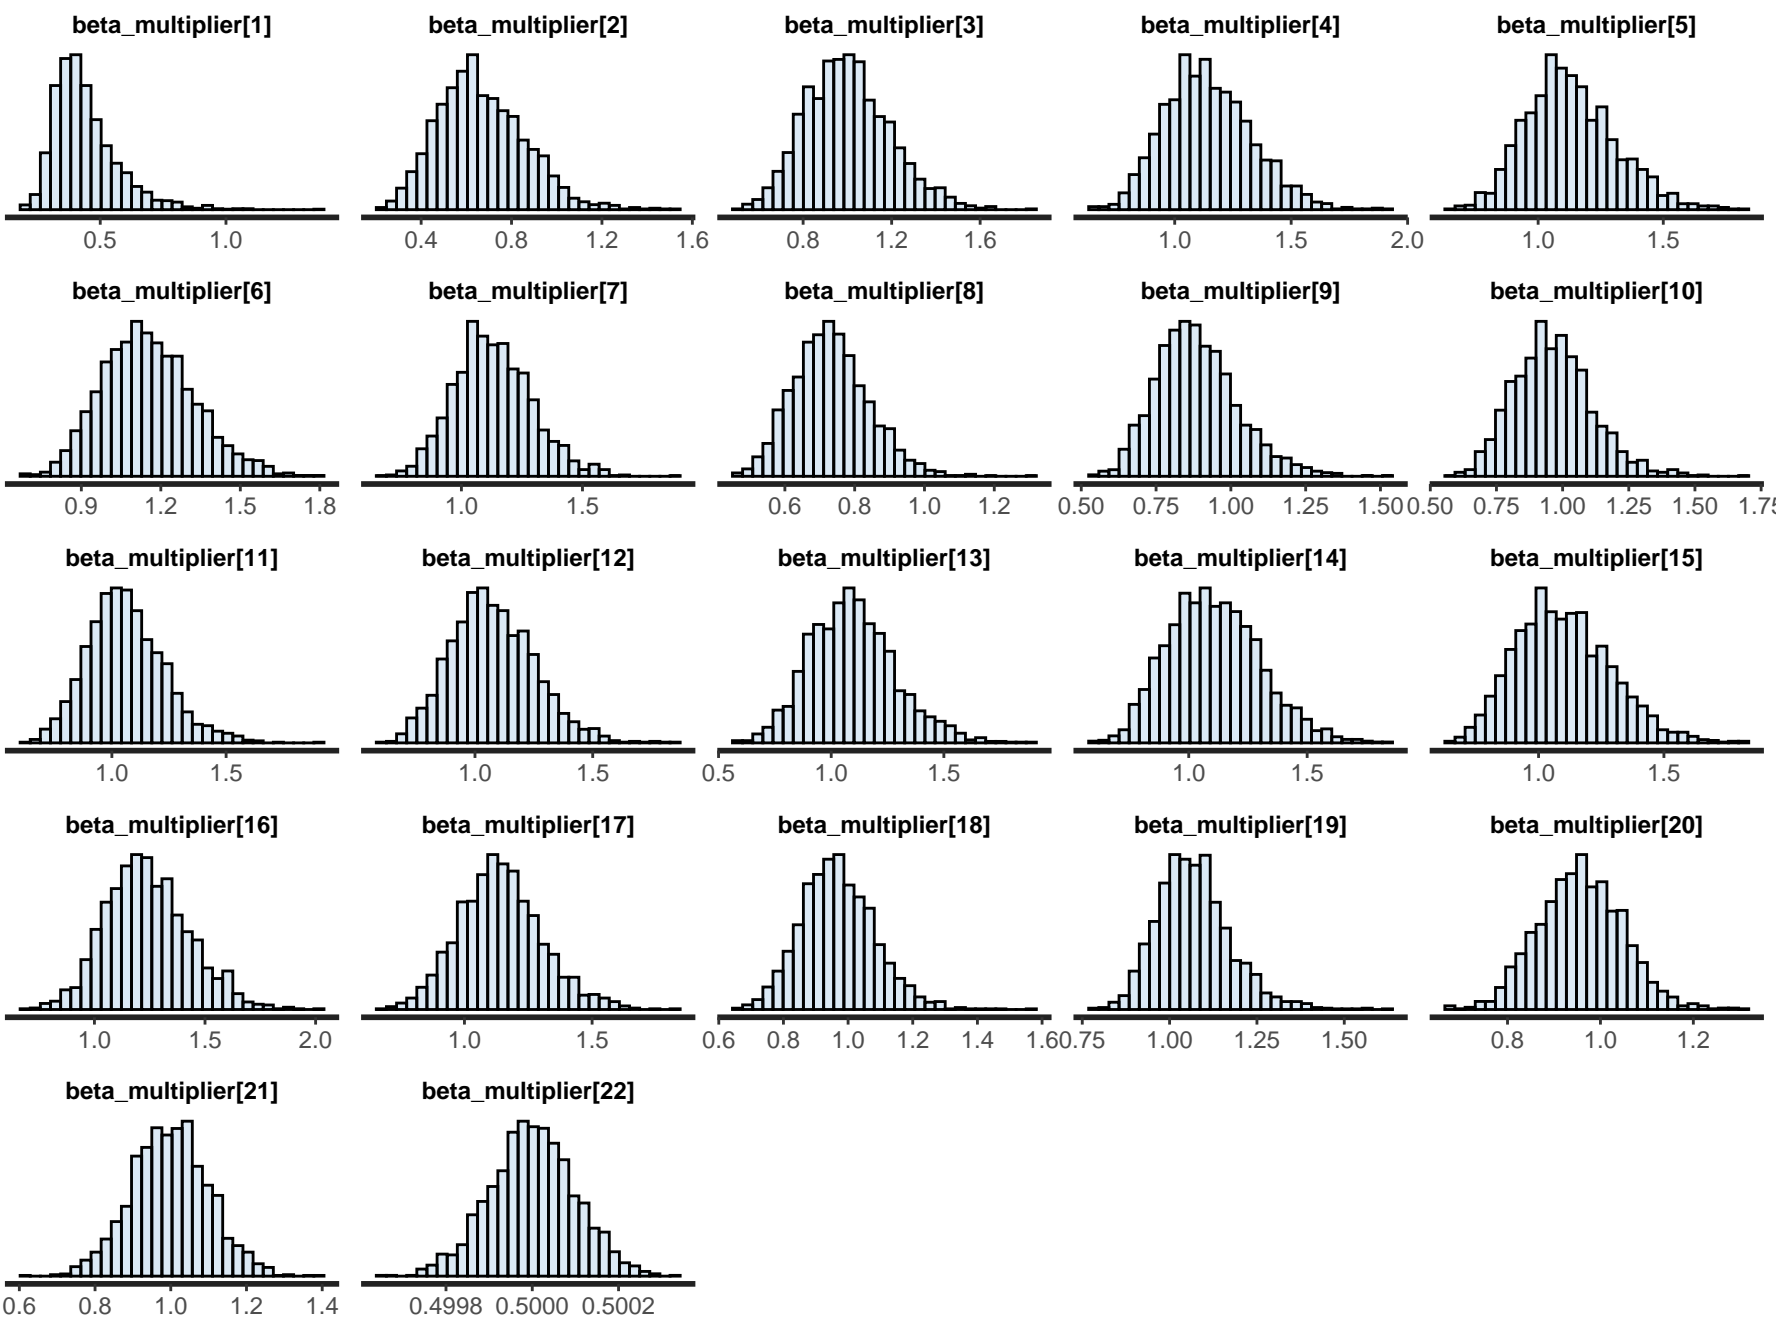 beta_multiplier[1] beta_multiplier[2] beta_multiplier[3] beta_multiplier[4] beta_multiplier[5]
0.5 1.0 0.4 0.8 1.2 1.6 0.8 1.2 1.6 1.0 1.5 2.0 1.0 1.5
beta_multiplier[6] beta_multiplier[7] beta_multiplier[8] beta_multiplier[9] beta_multiplier[10]
0.9 1.2 1.5 1.8 1.0 1.5 0.6 0.8 1.0 1.2 0.50 0.75 1.00 1.25 1.50 0.50 0.75 1.00 1.25 1.50 1.75
beta_multiplier[11] beta_multiplier[12] beta_multiplier[13] beta_multiplier[14] beta_multiplier[15]
1.0 1.5 1.0 1.5 0.5 1.0 1.5 1.0 1.5 1.0 1.5
beta_multiplier[16] beta_multiplier[17] beta_multiplier[18] beta_multiplier[19] beta_multiplier[20]
1.0 1.5 2.0 1.0 1.5 0.6 0.8 1.0 1.2 1.4 1.6 0.75 1.00 1.25 1.50 0.8 1.0 1.2
beta_multiplier[21] beta_multiplier[22]
0.6 0.8 1.0 1.2 1.4 0.4998 0.5000 0.5002